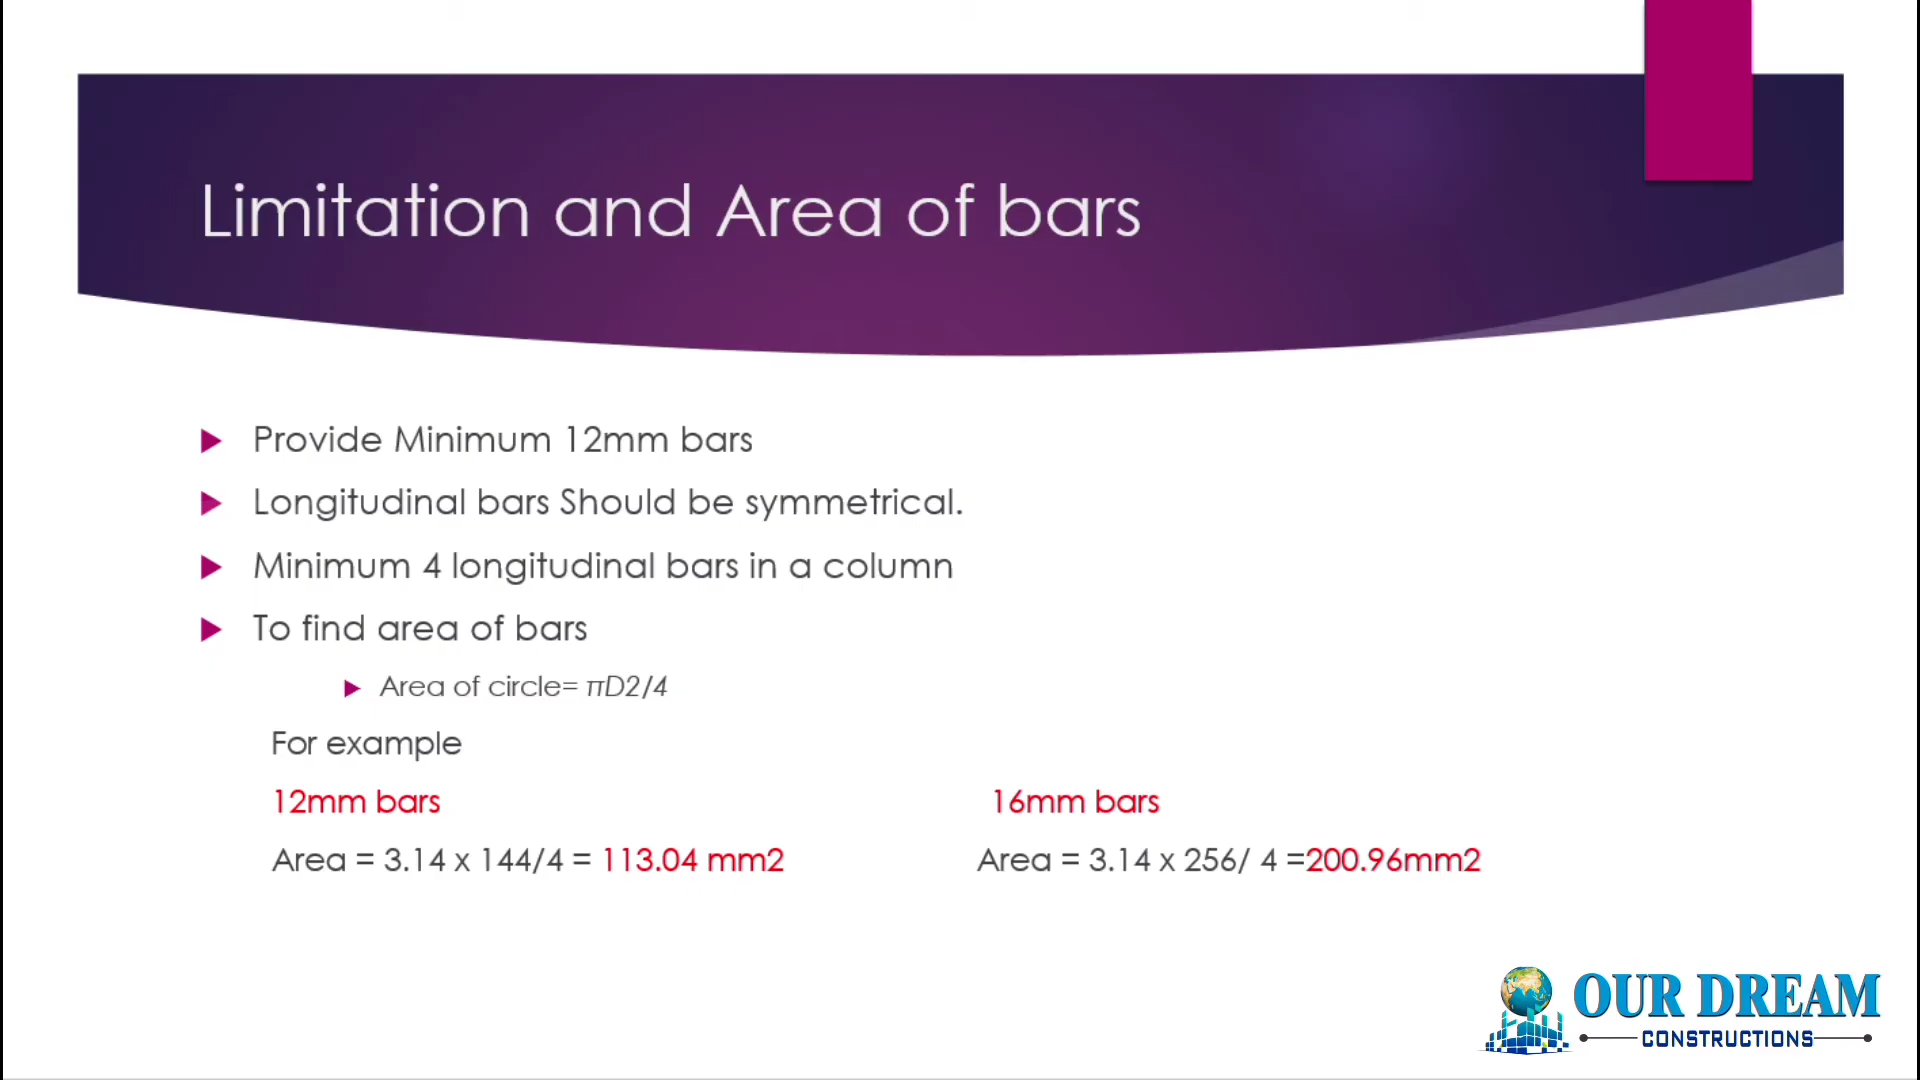 Limitation and Area of bars
Provide Minimum 12mm bars
Longitudinal bars Should be symmetrical.
Minimum 4 longitudinal bars in a column
To find area of bars
Area of circle= πD2/4
For example
12mm bars
16mm bars
Area = 3.14 x 144/4 = 113.04 mm2
Area = 3.14 x 256/ 4 =200.96mm2
OUR DREAM
CONSTRUCTIONS